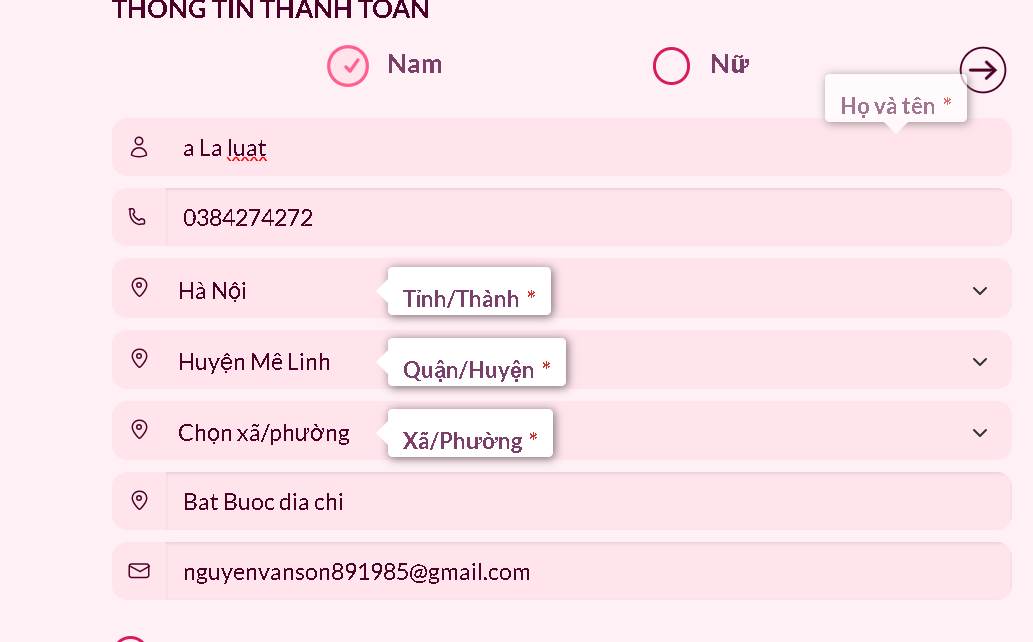 THÔNG TIN THANH TOÁN
Nam
Nữ
Họ và tên *
a La luat
0384274272
Hà Nội
Tỉnh/Thành *
Huyện Mê Linh
Quận/Huyện *
Chọn xã/phường
Xã/Phường *
Bat Buoc dia chi
nguyenvanson891985@gmail.com